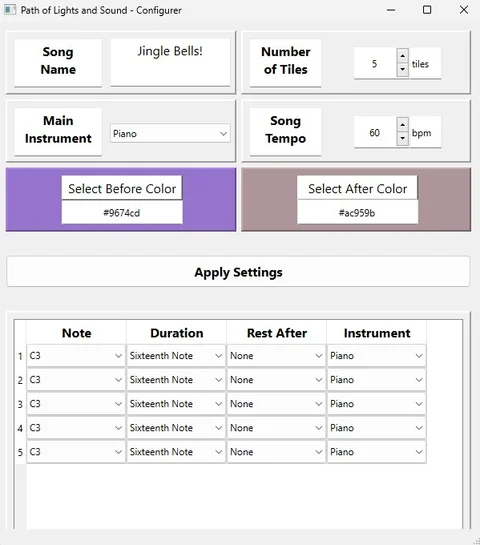 Path of Lights and Sound - Configurer
Song
Name
Jingle Bells!
Number
of Tiles
5
tiles
Main
Instrument
Piano
Song
Tempo
60
bpm
Select Before Color
#9674cd
Select After Color
#ac959b
Apply Settings
Note Duration Rest After Instrument
1 C3 Sixteenth Note None Piano
2 C3 Sixteenth Note None Piano
3 C3 Sixteenth Note None Piano
4 C3 Sixteenth Note None Piano
5 C3 Sixteenth Note None Piano